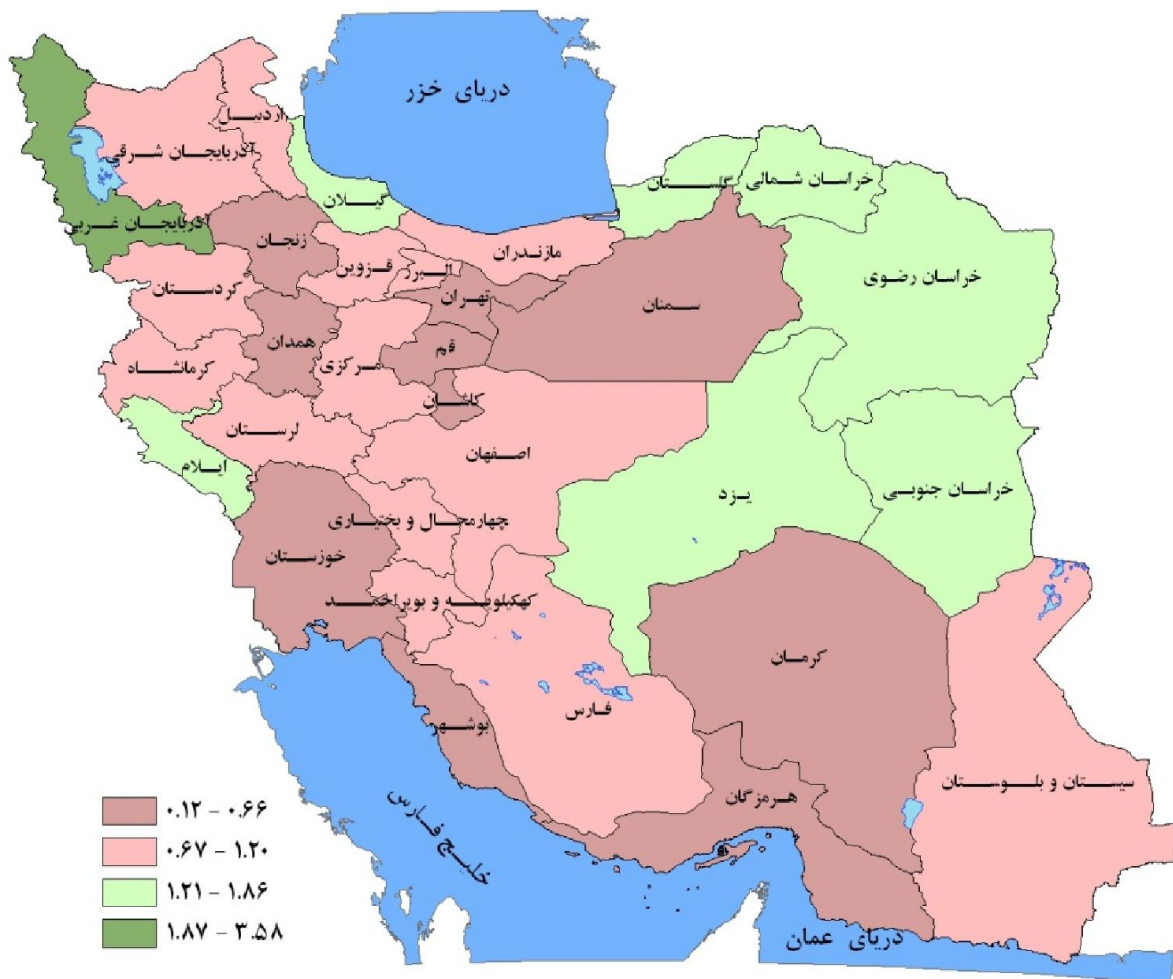 دریای خزر
اردبیل
آذربایجان شرقی
گیلان
گلستان
خراسان شمالی
آذربایجان غربی
زنجان
مازندران
قزوین
البرز
خراسان رضوی
کردستان
تهران
سمنان
همدان
قم
مرکزی
کرمانشاه
کاشان
لرستان
اصفهان
ایلام
یزد
خراسان جنوبی
چهارمحال و بختیاری
خوزستان
کهکیلویه و بویراحمد
کرمان
فارس
بوشهر
سیستان و بلوستان
هرمزگان
خلیج فارس
دریای عمان
۰.۱۲ – ۰.۶۶
۰.۶۷ – ۱.۲۰
۱.۲۱ – ۱.۸۶
۱.۸۷ – ۳.۵۸